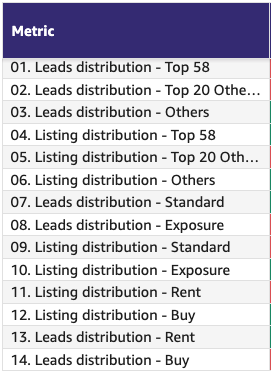 Metric
01. Leads distribution - Top 58
02. Leads distribution - Top 20 Othe...
03. Leads distribution - Others
04. Listing distribution - Top 58
05. Listing distribution - Top 20 Oth...
06. Listing distribution - Others
07. Leads distribution - Standard
08. Leads distribution - Exposure
09. Listing distribution - Standard
10. Listing distribution - Exposure
11. Listing distribution - Rent
12. Listing distribution - Buy
13. Leads distribution - Rent
14. Leads distribution - Buy